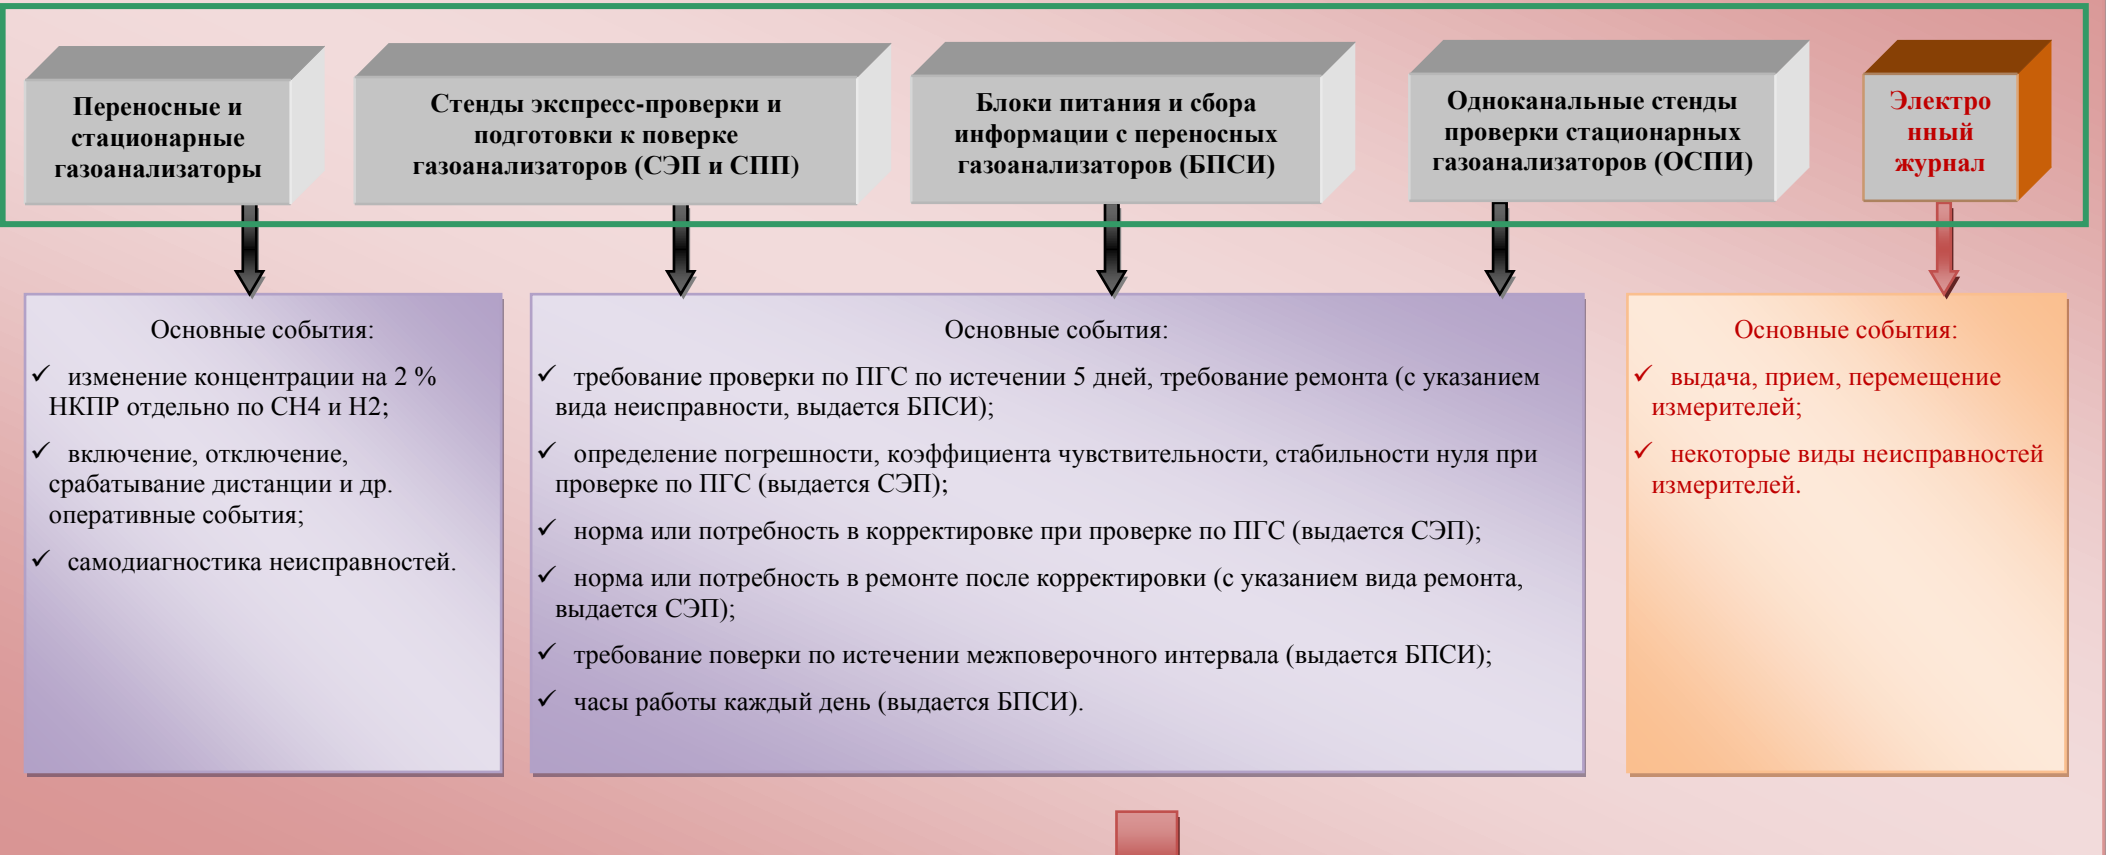 Переносные и
стационарные
газоанализаторы
Стенды экспресс-проверки и
подготовки к поверке
газоанализаторов (СЭП и СПП)
Блоки питания и сбора
информации с переносных
газоанализаторов (БПСИ)
Одноканальные стенды
проверки стационарных
газоанализаторов (ОСПИ)
Электро
нный
журнал
Основные события:
✓ изменение концентрации на 2 %
НКПР отдельно по СН4 и Н2;
✓ включение, отключение,
срабатывание дистанции и др.
оперативные события;
✓ самодиагностика неисправностей.
Основные события:
✓ требование проверки по ПГС по истечении 5 дней, требование ремонта (с указанием
вида неисправности, выдается БПСИ);
✓ определение погрешности, коэффициента чувствительности, стабильности нуля при
проверке по ПГС (выдается СЭП);
✓ норма или потребность в корректировке при проверке по ПГС (выдается СЭП);
✓ норма или потребность в ремонте после корректировки (с указанием вида ремонта,
выдается СЭП);
✓ требование поверки по истечении межповерочного интервала (выдается БПСИ);
✓ часы работы каждый день (выдается БПСИ).
Основные события:
✓ выдача, прием, перемещение
измерителей;
✓ некоторые виды неисправностей
измерителей.